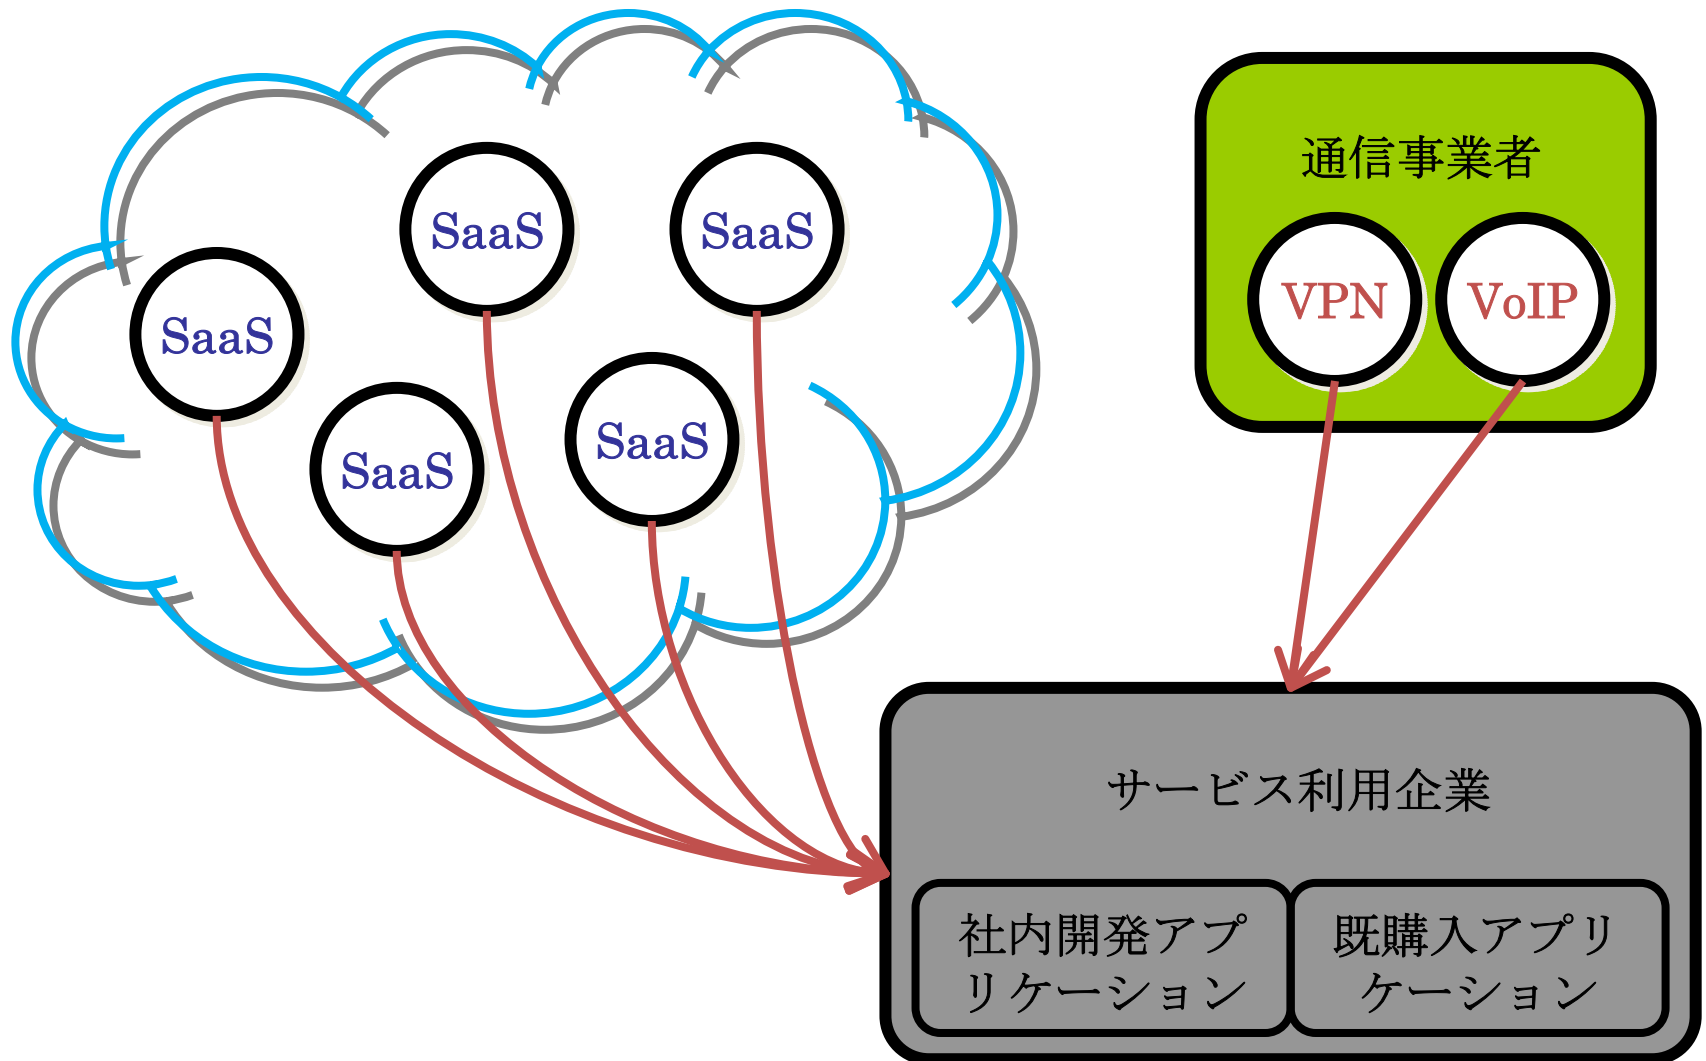 SaaS
SaaS
SaaS
SaaS
SaaS
通信事業者
VPN
VoIP
サービス利用企業
社内開発アプ
リケーション
既購入アプリ
ケーション